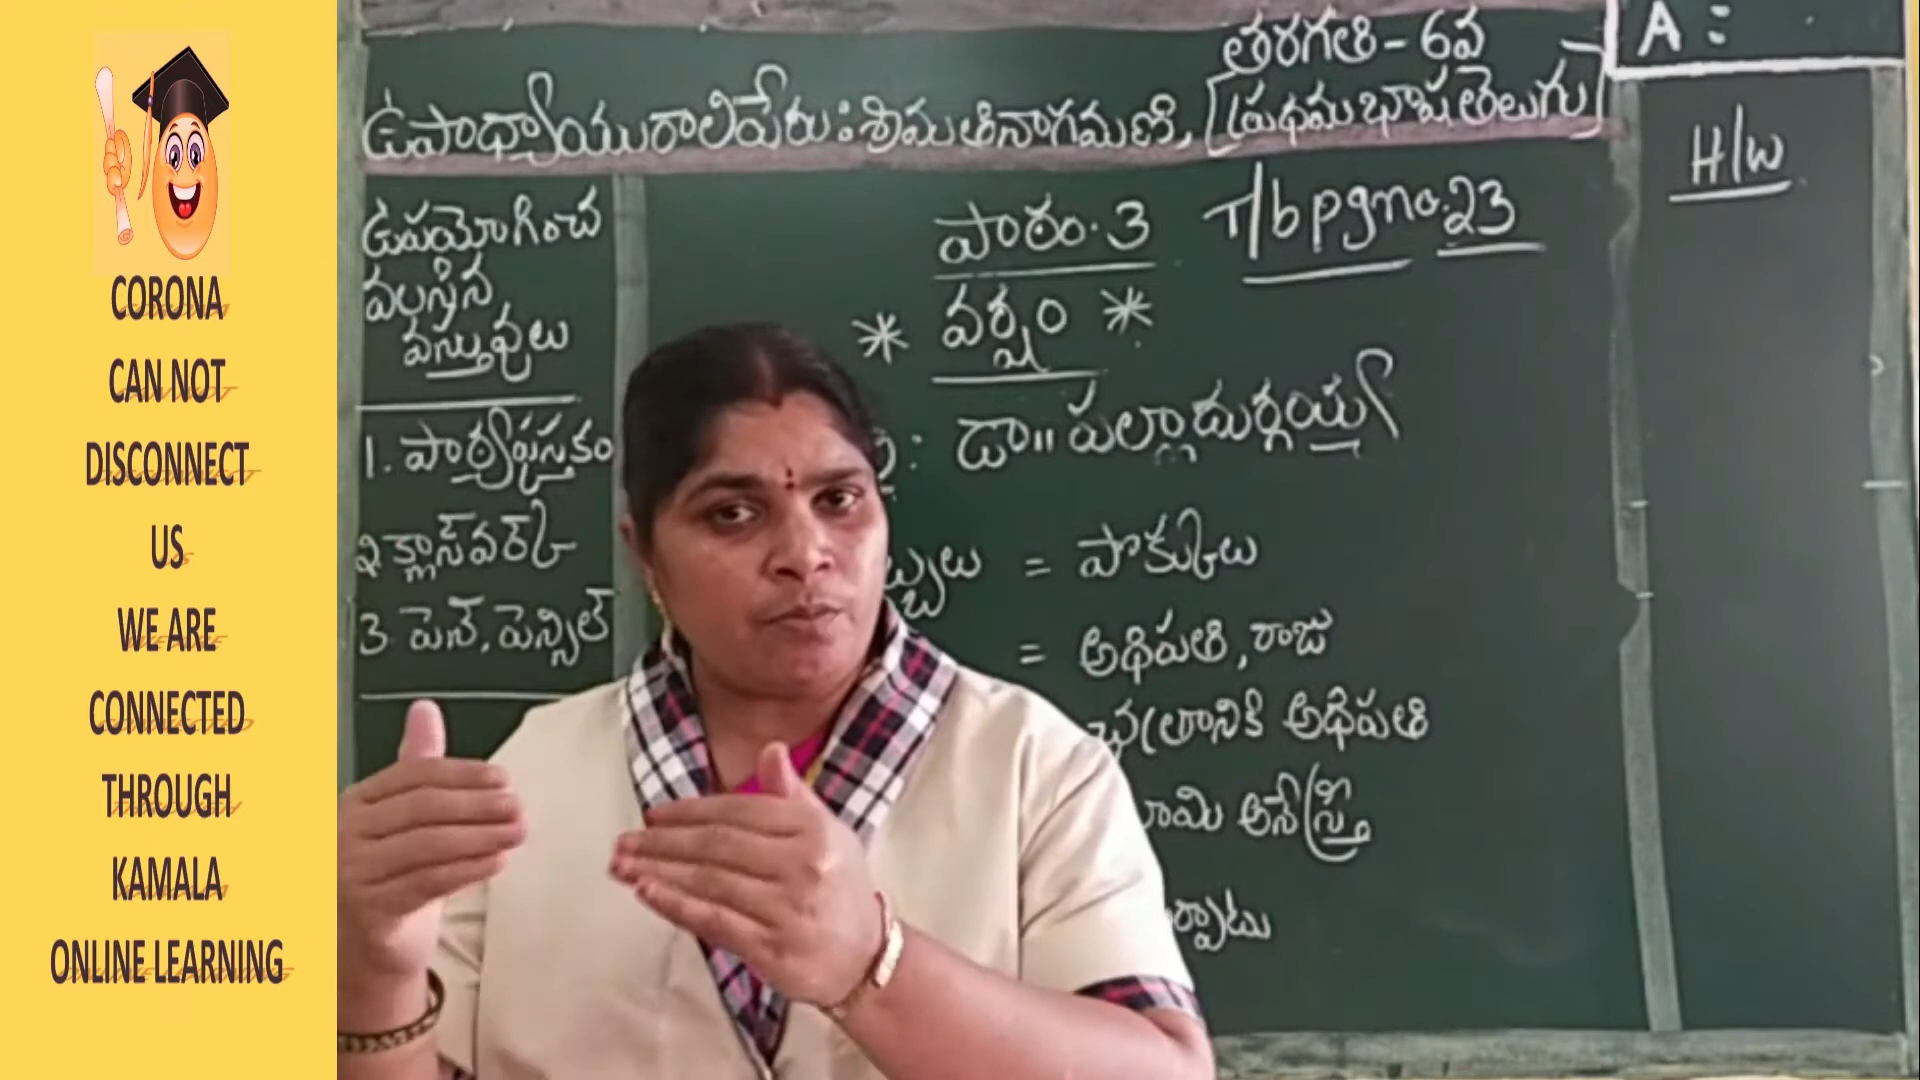 CORONA
CAN NOT
DISCONNECT
US
WE ARE
CONNECTED
THROUGH
KAMALA
ONLINE LEARNING
తరగతి - 6వ
ఉపాధ్యాయురాలిపేరు : శ్రీమతి నాగమణి, [ప్రథమభాష తెలుగు]
A :
H/W
ఉపయోగించ
వలసిన
వస్తువులు
1. పాఠ్యపుస్తకం
2 క్లాస్ వర్క్
3. పెన్, పెన్సిల్
పాఠం. 3 T/b pg no. 23
* వర్షం *
: డా॥ పల్లా దుర్గయ్య
బ్బులు = పొక్కులు
= అధిపతి, రాజు
త్రానికి అధిపతి
ామి అనే స్త్రీ
ర్పాటు